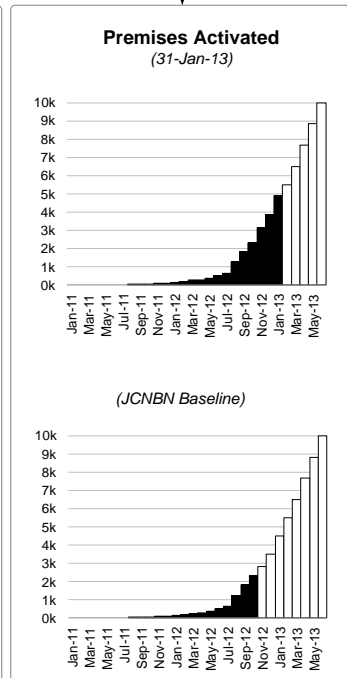 Premises Activated
(31-Jan-13)
10k
9k
8k
7k
6k
5k
4k
3k
2k
1k
0k
Jan-11 Mar-11 May-11 Jul-11 Sep-11 Nov-11 Jan-12 Mar-12 May-12 Jul-12 Sep-12 Nov-12 Jan-13 Mar-13 May-13
(JCNBN Baseline)
10k
9k
8k
7k
6k
5k
4k
3k
2k
1k
0k
Jan-11 Mar-11 May-11 Jul-11 Sep-11 Nov-11 Jan-12 Mar-12 May-12 Jul-12 Sep-12 Nov-12 Jan-13 Mar-13 May-13